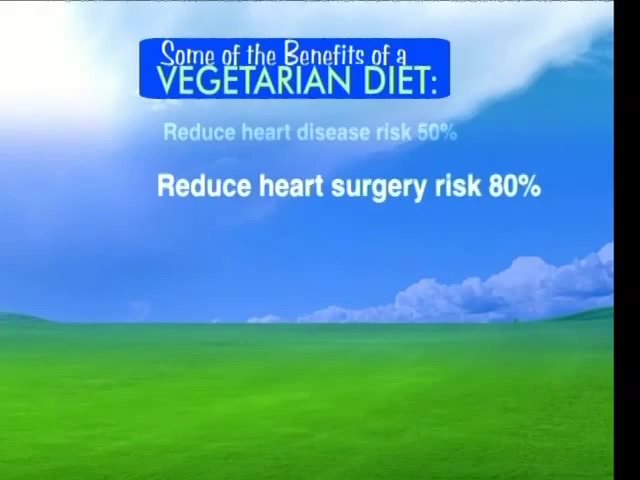 Some of the Benefits of a
VEGETARIAN DIET:
Reduce heart disease risk 50%
Reduce heart surgery risk 80%